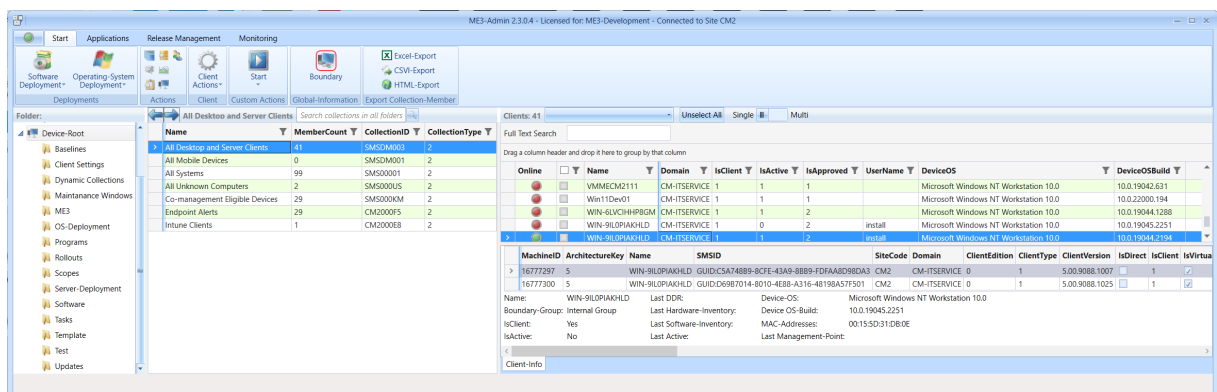 ME3-Admin 2.3.0.4 - Licensed for: ME3-Development - Connected to Site CM2
Start Applications Release Management Monitoring
Software Deployment Operating-System Deployment
Deployments
Actions
Client Actions
Client
Start
Custom Actions
Boundary
Global-Information
Excel-Export
CSVI-Export
HTML-Export
Export Collection-Member
Folder:
Device-Root
Baselines
Client Settings
Dynamic Collections
Maintanance Windows
ME3
OS-Deployment
Programs
Rollouts
Scopes
Server-Deployment
Software
Tasks
Template
Test
Updates
All Desktop and Server Clients Search collections in all folders
Name MemberCount CollectionID CollectionType
All Desktop and Server Clients 41 SMSDM003 2
All Mobile Devices 0 SMSDM001 2
All Systems 99 SMS00001 2
All Unknown Computers 2 SMS000US 2
Co-management Eligible Devices 29 SMS000KM 2
Endpoint Alerts 29 CM2000F5 2
Intune Clients 1 CM2000E8 2
Clients: 41 Unselect All Single Multi
Full Text Search
Drag a column header and drop it here to group by that column
Online Name Domain IsClient IsActive IsApproved UserName DeviceOS DeviceOSBuild
VMMECM2111 CM-ITSERVICE 1 1 1 Microsoft Windows NT Workstation 10.0 10.0.19042.631
Win11Dev01 CM-ITSERVICE 1 1 1 Microsoft Windows NT Workstation 10.0 10.0.22000.194
WIN-6LVCIHHP8GM CM-ITSERVICE 1 1 2 Microsoft Windows NT Workstation 10.0 10.0.19044.1288
WIN-9IL0PIAKHLD CM-ITSERVICE 1 0 2 install Microsoft Windows NT Workstation 10.0 10.0.19045.2251
WIN-9IL0PIAKHLD CM-ITSERVICE 1 1 2 install Microsoft Windows NT Workstation 10.0 10.0.19044.2194
MachineID ArchitectureKey Name SMSID SiteCode Domain ClientEdition ClientType ClientVersion IsDirect IsClient IsVirtua
16777297 5 WIN-9IL0PIAKHLD GUID:C5A748B9-8CFE-43A9-8BB9-FDFAA8D98DA3 CM2 CM-ITSERVICE 0 1 5.00.9088.1007 1
16777300 5 WIN-9IL0PIAKHLD GUID:D69B7014-8010-4E88-A316-48198A57F501 CM2 CM-ITSERVICE 0 1 5.00.9088.1025 1
Name: WIN-9IL0PIAKHLD Last DDR: Device-OS: Microsoft Windows NT Workstation 10.0
Boundary-Group: Internal Group Last Hardware-Inventory: Device OS-Build: 10.0.19045.2251
IsClient: Yes Last Software-Inventory: MAC-Addresses: 00:15:5D:31:DB:0E
IsActive: No Last Active: Last Management-Point:
Client-Info